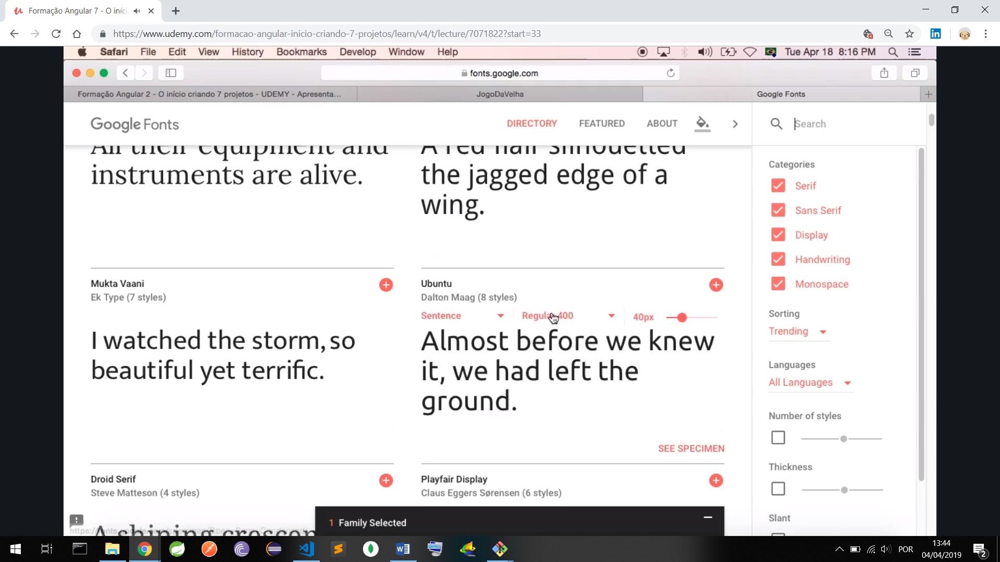 Formação Angular 7 - O iníci
https://www.udemy.com/formacao-angular-inicio-criando-7-projetos/learn/v4/t/lecture/7071822?start=33
Safari File Edit View History Bookmarks Develop Window Help
Tue Apr 18 8:16 PM
fonts.google.com
Formação Angular 2 - O início criando 7 projetos - UDEMY - Apresenta...
JogoDaVelha
Google Fonts
Google Fonts
DIRECTORY FEATURED ABOUT
Search
All their equipment and
instruments are alive.
A red flair silhouetted
the jagged edge of a
wing.
Categories
Serif
Sans Serif
Display
Handwriting
Monospace
Mukta Vaani
Ek Type (7 styles)
I watched the storm, so
beautiful yet terrific.
Ubuntu
Dalton Maag (8 styles)
Sentence Regular 400 40px
Almost before we knew
it, we had left the
ground.
SEE SPECIMEN
Sorting
Trending
Languages
All Languages
Number of styles
Thickness
Slant
Droid Serif
Steve Matteson (4 styles)
Playfair Display
Claus Eggers Sørensen (6 styles)
A shining crescen
1 Family Selected
POR
13:44
04/04/2019
2